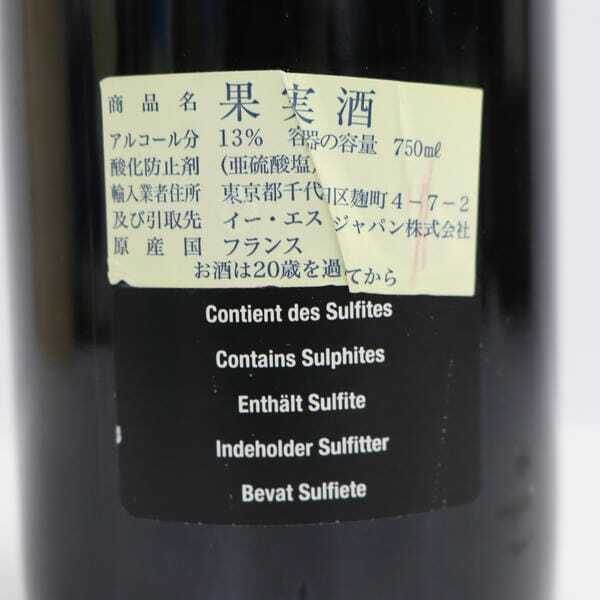 商品名 果実酒
アルコール分 13% 容器の容量 750mℓ
酸化防止剤 (亜硫酸塩)
輸入業者住所 東京都千代田区麹町4-7-2
及び引取先 イー・エス ジャパン株式会社
原産国 フランス
お酒は20歳を過てから
Contient des Sulfites
Contains Sulphites
Enthält Sulfite
Indeholder Sulfitter
Bevat Sulfiete